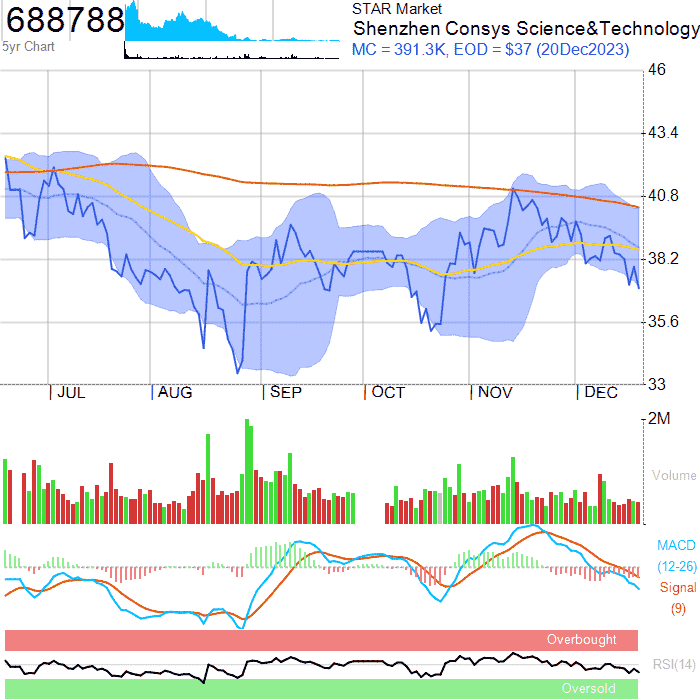 688788
5yr Chart
STAR Market
Shenzhen Consys Science&Technology
MC = 391.3K, EOD = $37 (20Dec2023)
46
43.4
40.8
38.2
35.6
33
JUL
AUG
SEP
OCT
NOV
DEC
2M
Volume
MACD
(12-26)
Signal
(9)
Overbought
RSI(14)
Oversold